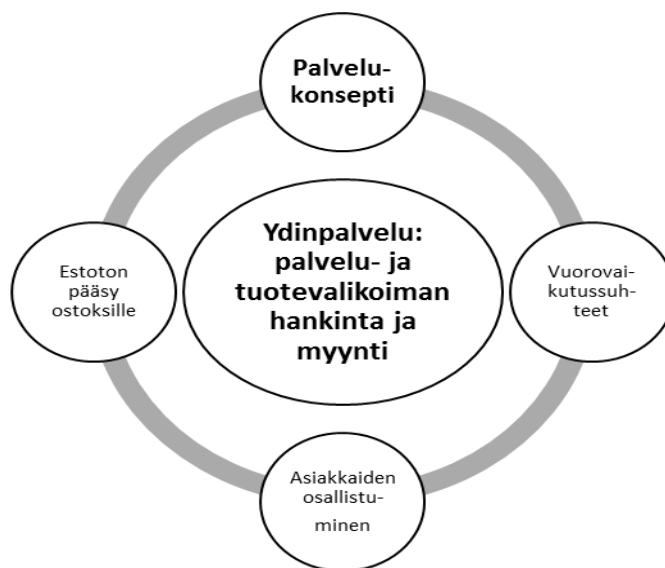 Palvelu-
konsepti
Ydinpalvelu:
palvelu- ja
tuotevalikoiman
hankinta ja
myynti
Estoton
pääsy
ostoksille
Vuorovai-
kutussuh-
teet
Asiakkaiden
osallistu-
minen